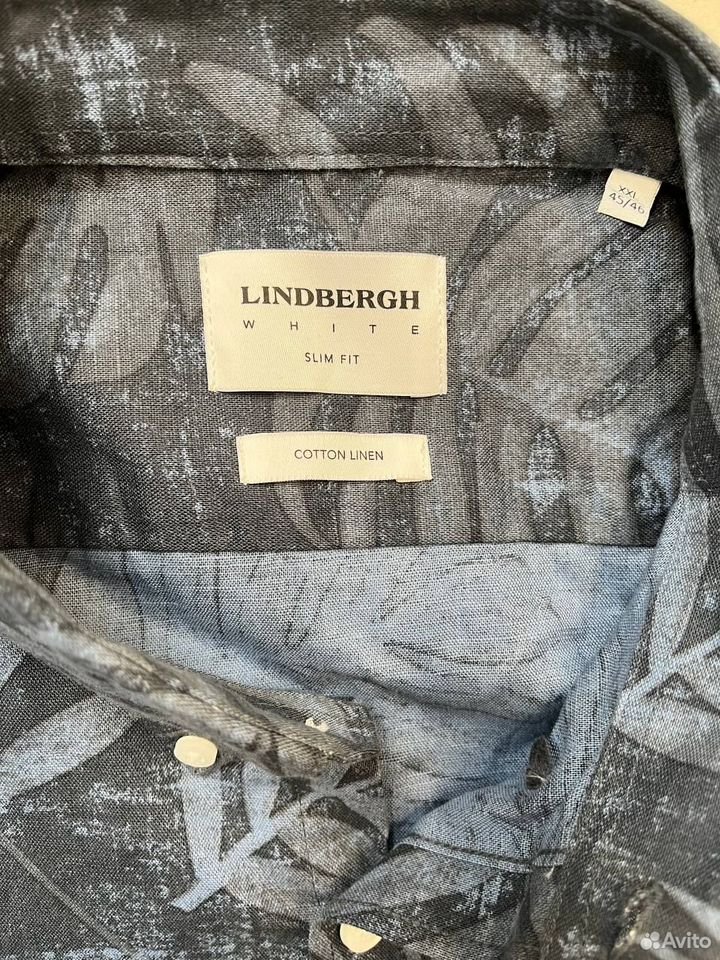 XXL
45/46
LINDBERGH
WHITE
SLIM FIT
COTTON LINEN
Avito